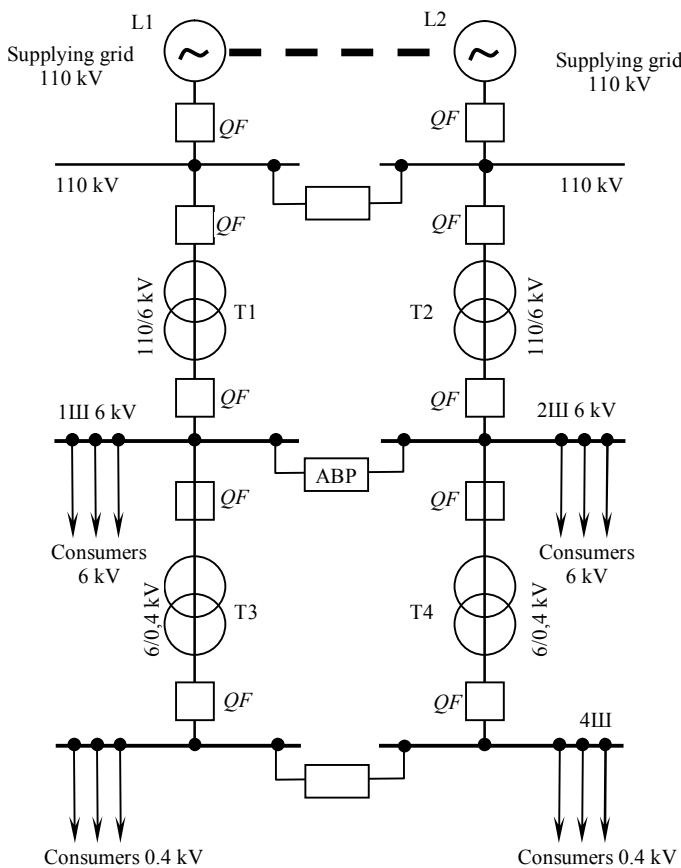 L1
L2
Supplying grid
110 kV
Supplying grid
110 kV
QF
QF
110 kV
110 kV
QF
QF
110/6 kV
T1
T2
110/6 kV
QF
QF
1Ш 6 kV
2Ш 6 kV
АВР
QF
QF
Consumers
6 kV
Consumers
6 kV
6/0,4 kV
T3
T4
6/0,4 kV
QF
QF
4Ш
Consumers 0.4 kV
Consumers 0.4 kV